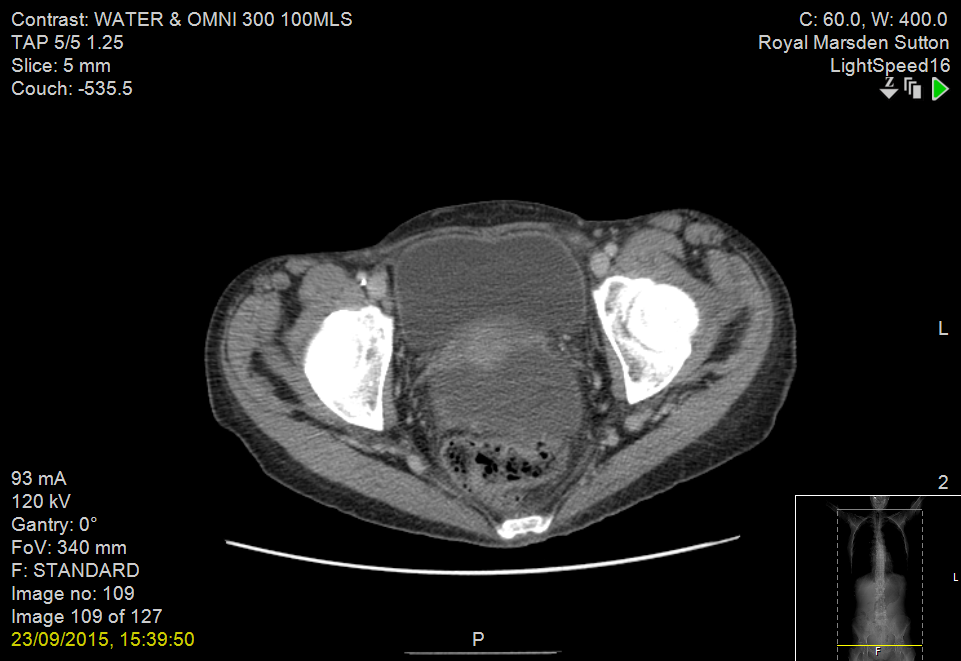 Contrast: WATER & OMNI 300 100MLS
TAP 5/5 1.25
Slice: 5 mm
Couch: -535.5
C: 60.0, W: 400.0
Royal Marsden Sutton
LightSpeed16
Z
L
93 mA
120 kV
Gantry: 0°
FoV: 340 mm
F: STANDARD
Image no: 109
Image 109 of 127
23/09/2015, 15:39:50
P
2
L
F